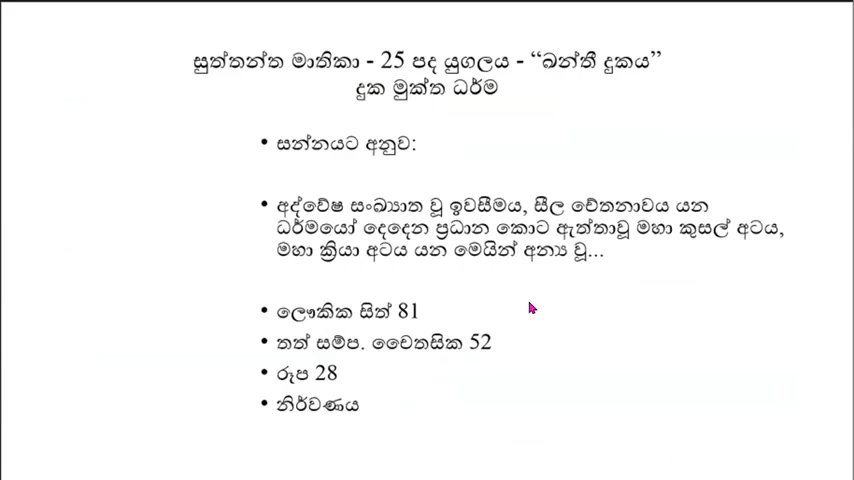 සුත්තන්ත මාතිකා - 25 පද යුගලය - “ඛන්තී දුකය”
දුක මුක්ත ධර්ම
• සන්නයට අනුව:
• අද්වේෂ සංඛ්‍යාත වූ ඉවසීමය, සීල චේතනාවය යන
ධර්මයෝ දෙදෙන ප්‍රධාන කොට ඇත්තාවූ මහා කුසල් අටය,
මහා ක්‍රියා අටය යන මෙයින් අන්‍ය වූ...
• ලෞකික සිත් 81
• තත් සම්ප. චෛතසික 52
• රූප 28
• නිර්වණය